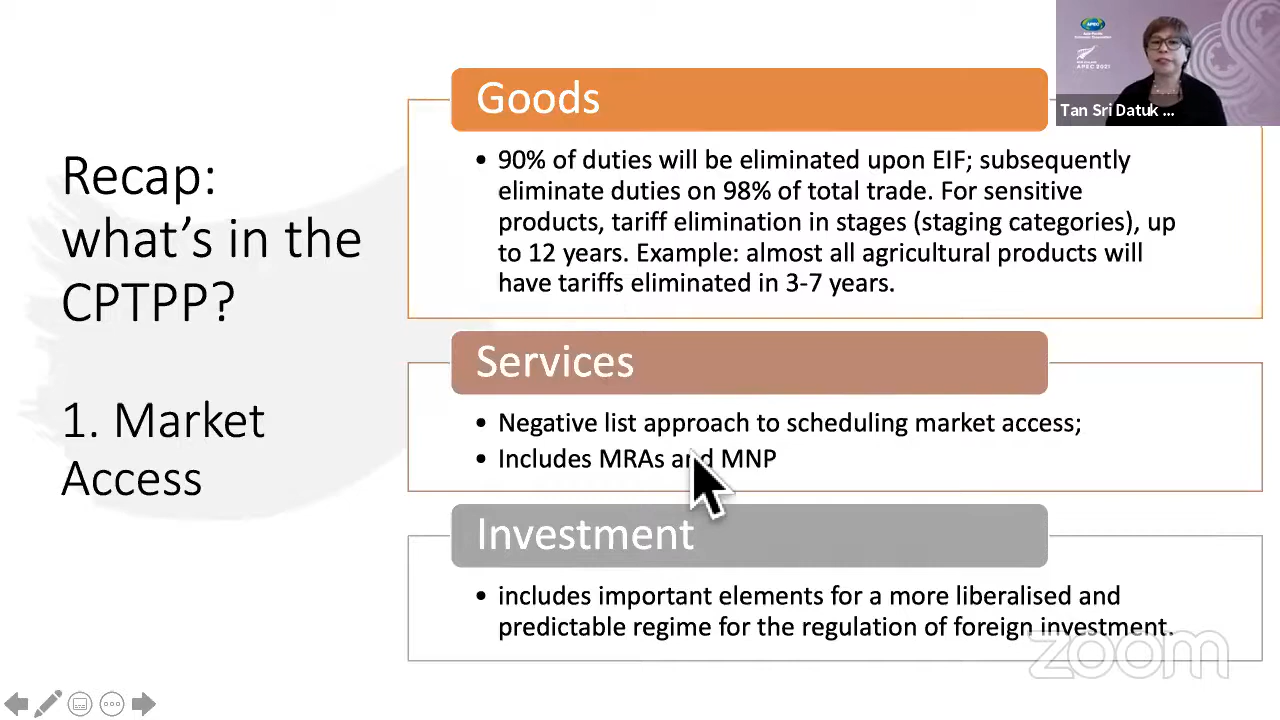 Recap:
what's in the
CPTPP?
1. Market
Access
Goods
• 90% of duties will be eliminated upon EIF; subsequently
eliminate duties on 98% of total trade. For sensitive
products, tariff elimination in stages (staging categories), up
to 12 years. Example: almost all agricultural products will
have tariffs eliminated in 3-7 years.
Services
• Negative list approach to scheduling market access;
• Includes MRAs and MNP
Investment
• includes important elements for a more liberalised and
predictable regime for the regulation of foreign investment.
APEC
APEC 2021
Tan Sri Datuk ...
zoom